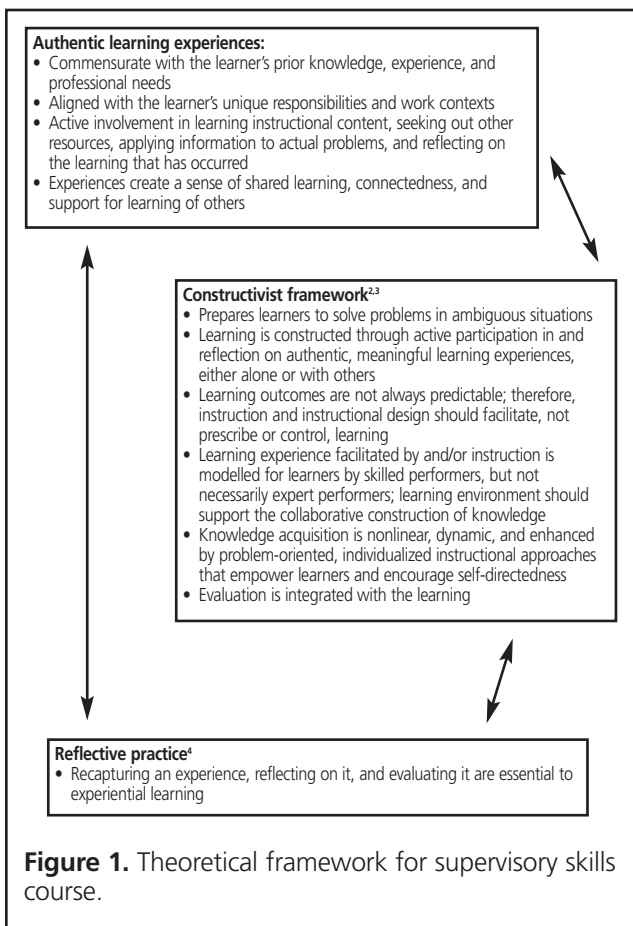 Authentic learning experiences:
• Commensurate with the learner's prior knowledge, experience, and
professional needs
• Aligned with the learner's unique responsibilities and work contexts
• Active involvement in learning instructional content, seeking out other
resources, applying information to actual problems, and reflecting on
the learning that has occurred
• Experiences create a sense of shared learning, connectedness, and
support for learning of others
Constructivist framework2,3
• Prepares learners to solve problems in ambiguous situations
• Learning is constructed through active participation in and
reflection on authentic, meaningful learning experiences,
either alone or with others
• Learning outcomes are not always predictable; therefore,
instruction and instructional design should facilitate, not
prescribe or control, learning
• Learning experience facilitated by and/or instruction is
modelled for learners by skilled performers, but not
necessarily expert performers; learning environment should
support the collaborative construction of knowledge
• Knowledge acquisition is nonlinear, dynamic, and enhanced
by problem-oriented, individualized instructional approaches
that empower learners and encourage self-directedness
• Evaluation is integrated with the learning
Reflective practice4
• Recapturing an experience, reflecting on it, and evaluating it are essential to
experiential learning
Figure 1. Theoretical framework for supervisory skills
course.